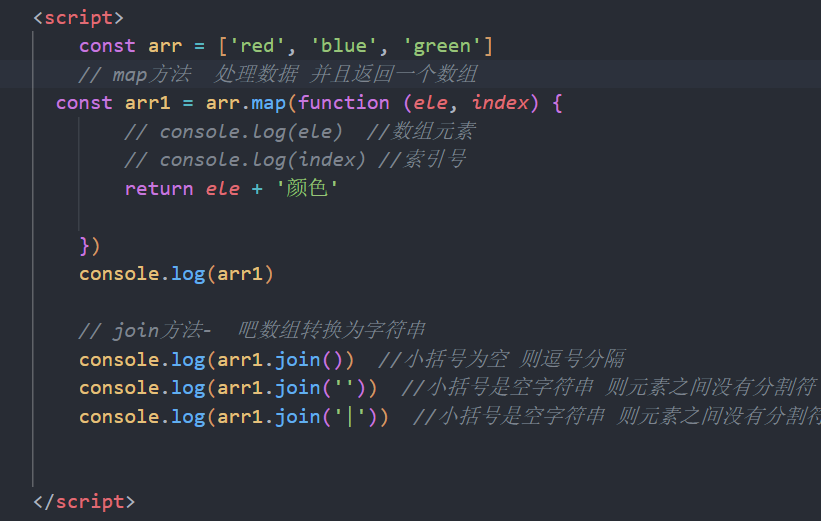 <script>
const arr = ['red', 'blue', 'green']
// map方法  处理数据 并且返回一个数组
const arr1 = arr.map(function (ele, index) {
// console.log(ele)  //数组元素
// console.log(index) //索引号
return ele + '颜色'
})
console.log(arr1)
// join方法-  吧数组转换为字符串
console.log(arr1.join())  //小括号为空 则逗号分隔
console.log(arr1.join(''))  //小括号是空字符串 则元素之间没有分割符
console.log(arr1.join('|'))  //小括号是空字符串 则元素之间没有分割符
</script>